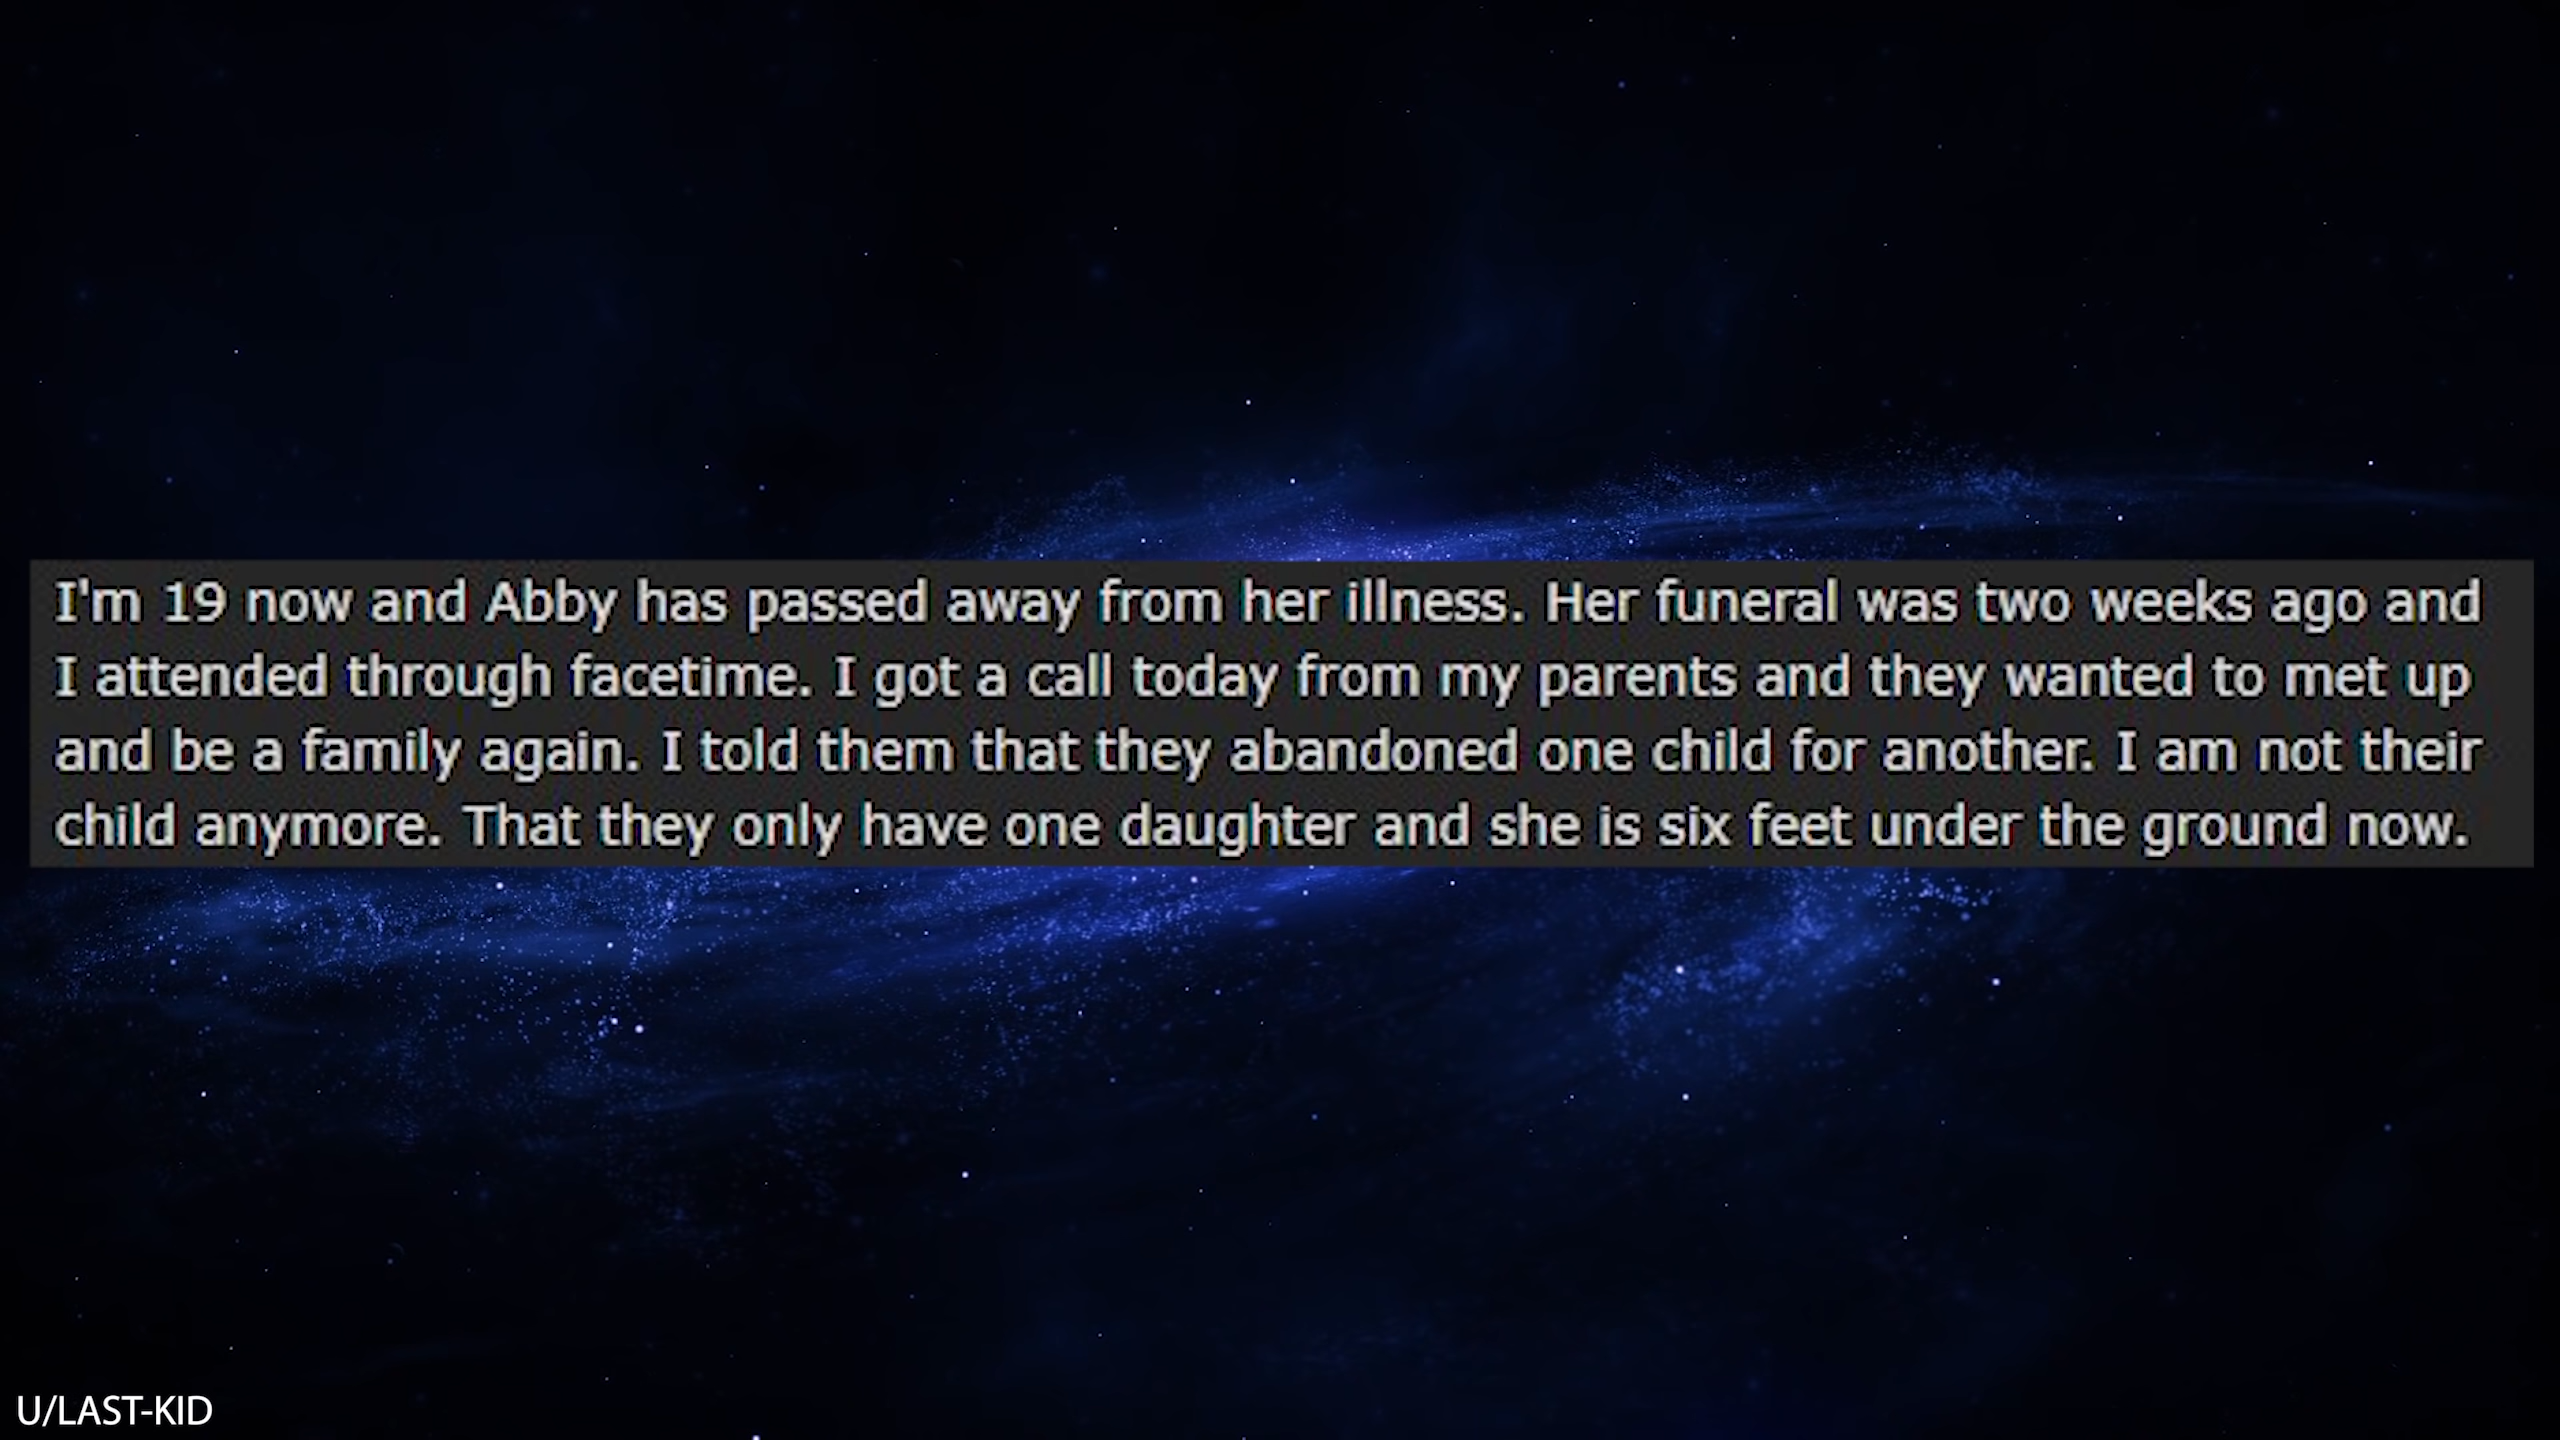 I'm 19 now and Abby has passed away from her illness. Her funeral was two weeks ago and
I attended through facetime. I got a call today from my parents and they wanted to met up
and be a family again. I told them that they abandoned one child for another. I am not their
child anymore. That they only have one daughter and she is six feet under the ground now.
U/LAST-KID